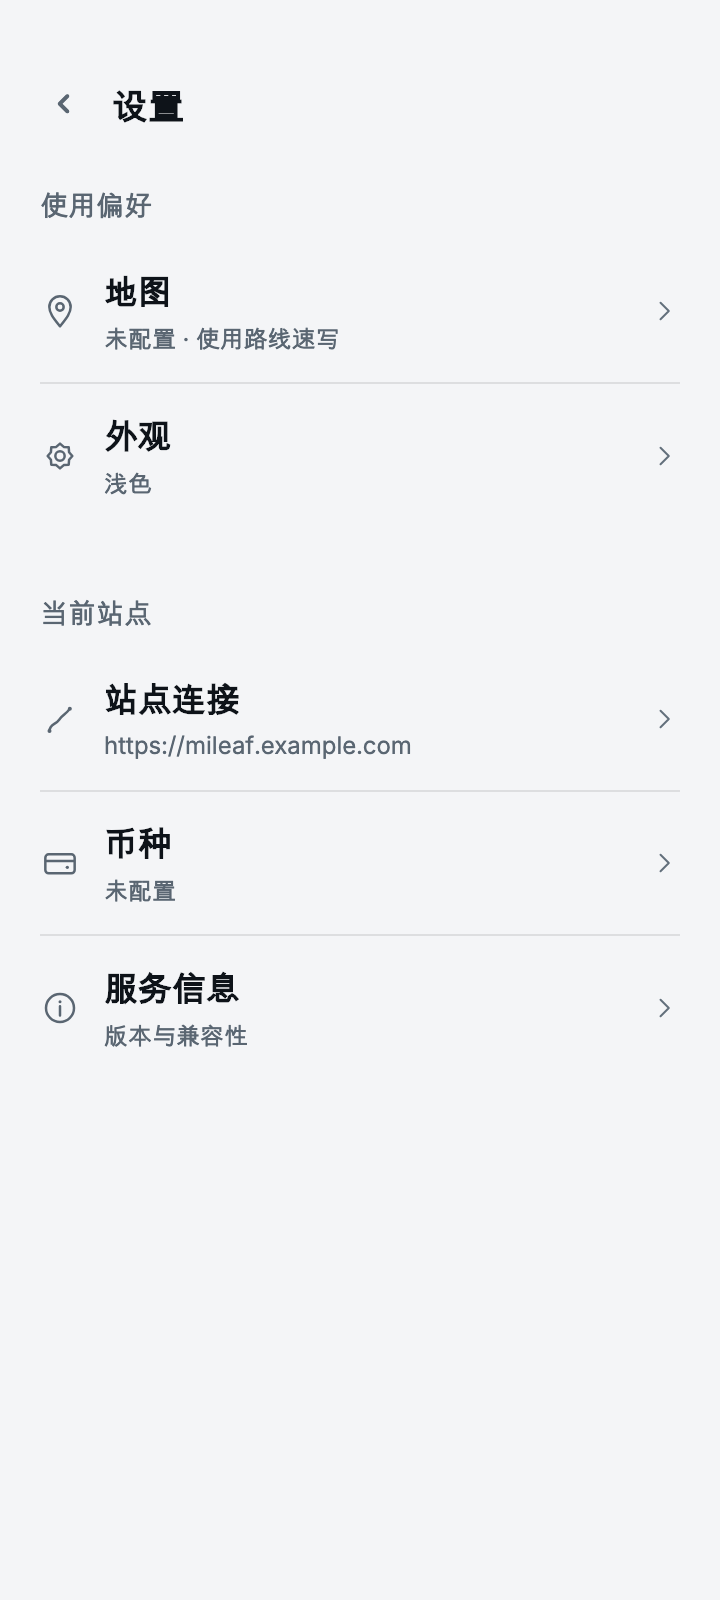 设置
使用偏好
地图
未配置 · 使用路线速写
外观
浅色
当前站点
站点连接
https://mileaf.example.com
币种
未配置
服务信息
版本与兼容性